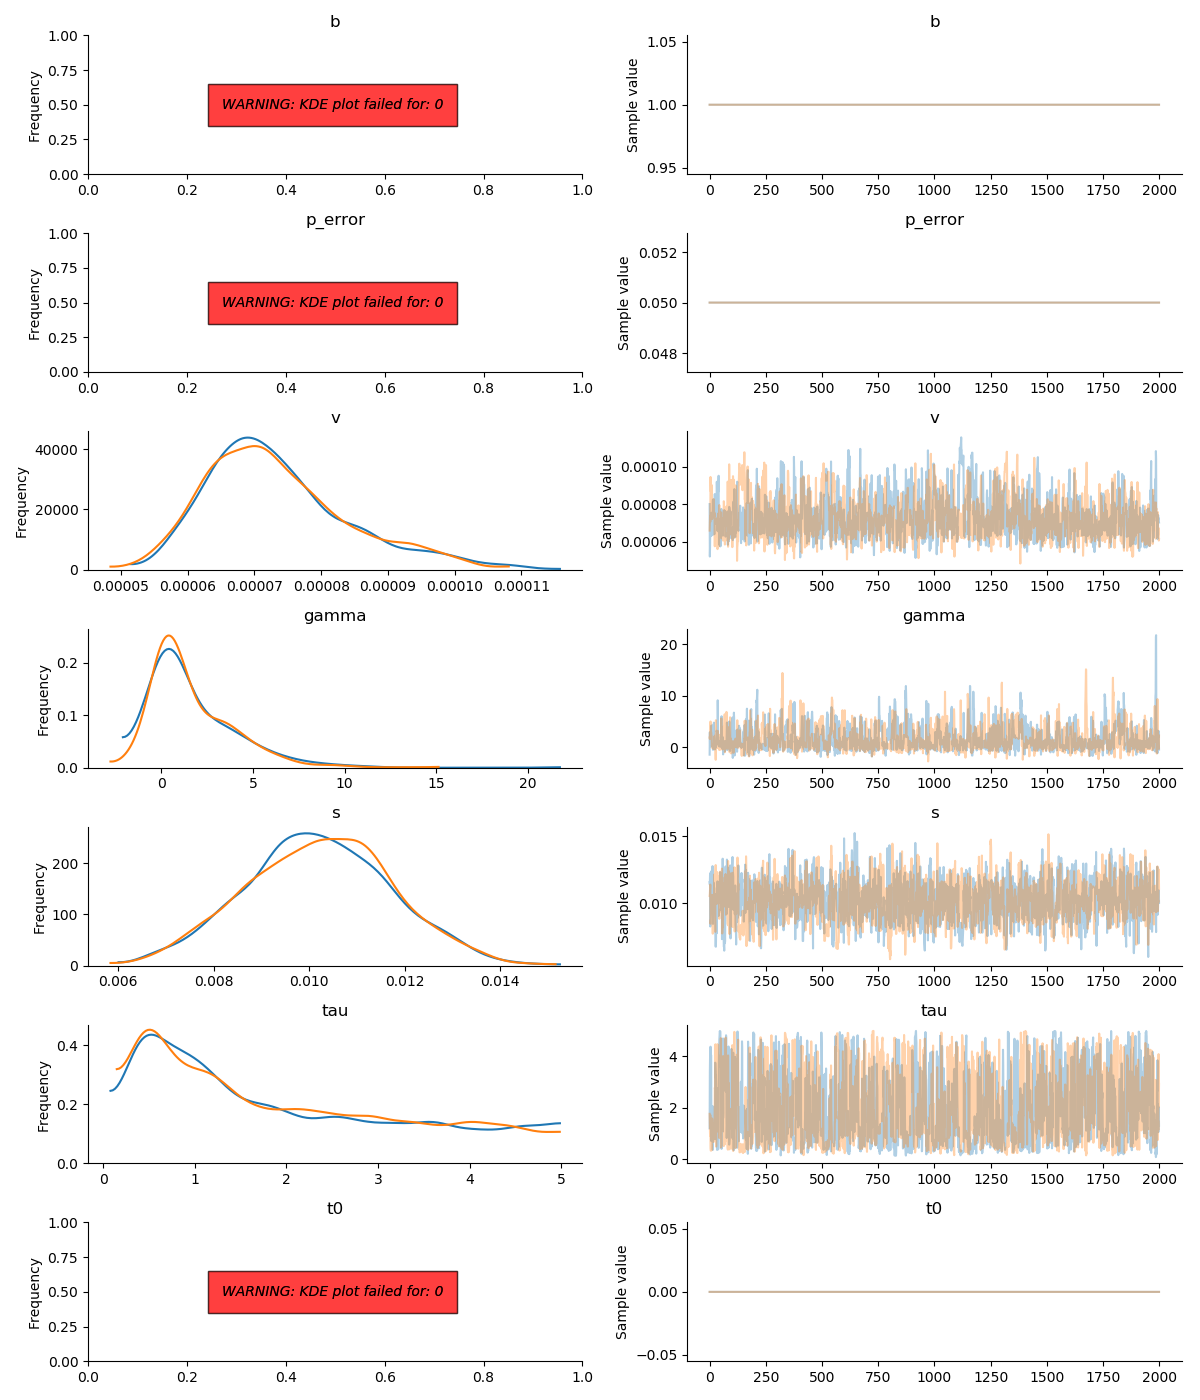 b
1.00
0.75
0.50
0.25
0.00
Frequency
WARNING: KDE plot failed for: 0
0.0 0.2 0.4 0.6 0.8 1.0
b
1.05
1.00
0.95
Sample value
0 250 500 750 1000 1250 1500 1750 2000
p_error
1.00
0.75
0.50
0.25
0.00
Frequency
WARNING: KDE plot failed for: 0
0.0 0.2 0.4 0.6 0.8 1.0
p_error
0.052
0.050
0.048
Sample value
0 250 500 750 1000 1250 1500 1750 2000
v
40000
20000
0
Frequency
0.00005 0.00006 0.00007 0.00008 0.00009 0.00010 0.00011
v
0.00010
0.00008
0.00006
Sample value
0 250 500 750 1000 1250 1500 1750 2000
gamma
0.2
0.1
0.0
Frequency
0 5 10 15 20
gamma
20
10
0
Sample value
0 250 500 750 1000 1250 1500 1750 2000
s
200
100
0
Frequency
0.006 0.008 0.010 0.012 0.014
s
0.015
0.010
Sample value
0 250 500 750 1000 1250 1500 1750 2000
tau
0.4
0.2
0.0
Frequency
0 1 2 3 4 5
tau
4
2
0
Sample value
0 250 500 750 1000 1250 1500 1750 2000
t0
1.00
0.75
0.50
0.25
0.00
Frequency
WARNING: KDE plot failed for: 0
0.0 0.2 0.4 0.6 0.8 1.0
t0
0.05
0.00
−0.05
Sample value
0 250 500 750 1000 1250 1500 1750 2000